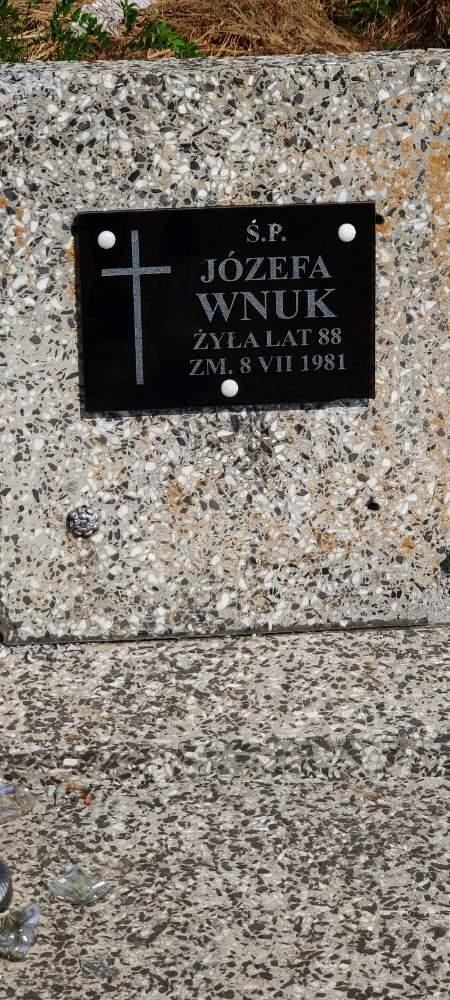 Ś.P.
JÓZEFA
WNUK
ŻYŁA LAT 88
ZM. 8 VII 1981